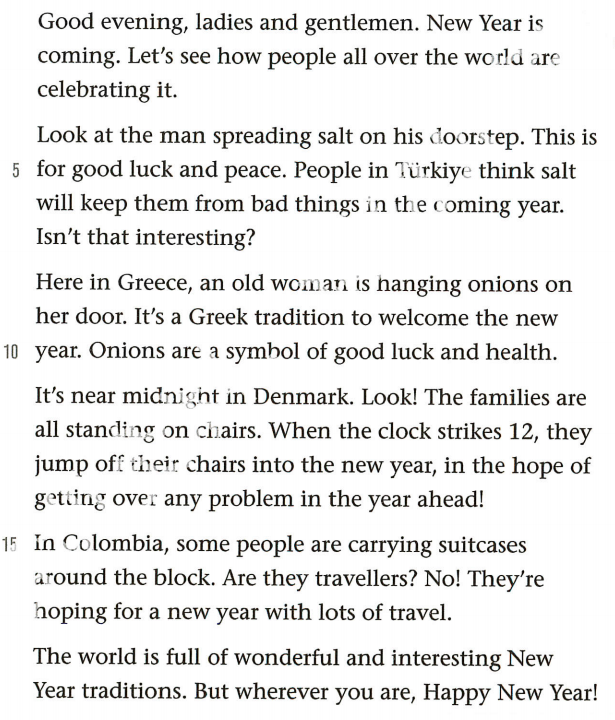 Good evening, ladies and gentlemen. New Year is
coming. Let's see how people all over the world are
celebrating it.
Look at the man spreading salt on his doorstep. This is
5 for good luck and peace. People in Türkiye think salt
will keep them from bad things in the coming year.
Isn't that interesting?
Here in Greece, an old woman is hanging onions on
her door. It's a Greek tradition to welcome the new
10 year. Onions are a symbol of good luck and health.
It's near midnight in Denmark. Look! The families are
all standing on chairs. When the clock strikes 12, they
jump off their chairs into the new year, in the hope of
getting over any problem in the year ahead!
15 In Colombia, some people are carrying suitcases
around the block. Are they travellers? No! They're
hoping for a new year with lots of travel.
The world is full of wonderful and interesting New
Year traditions. But wherever you are, Happy New Year!